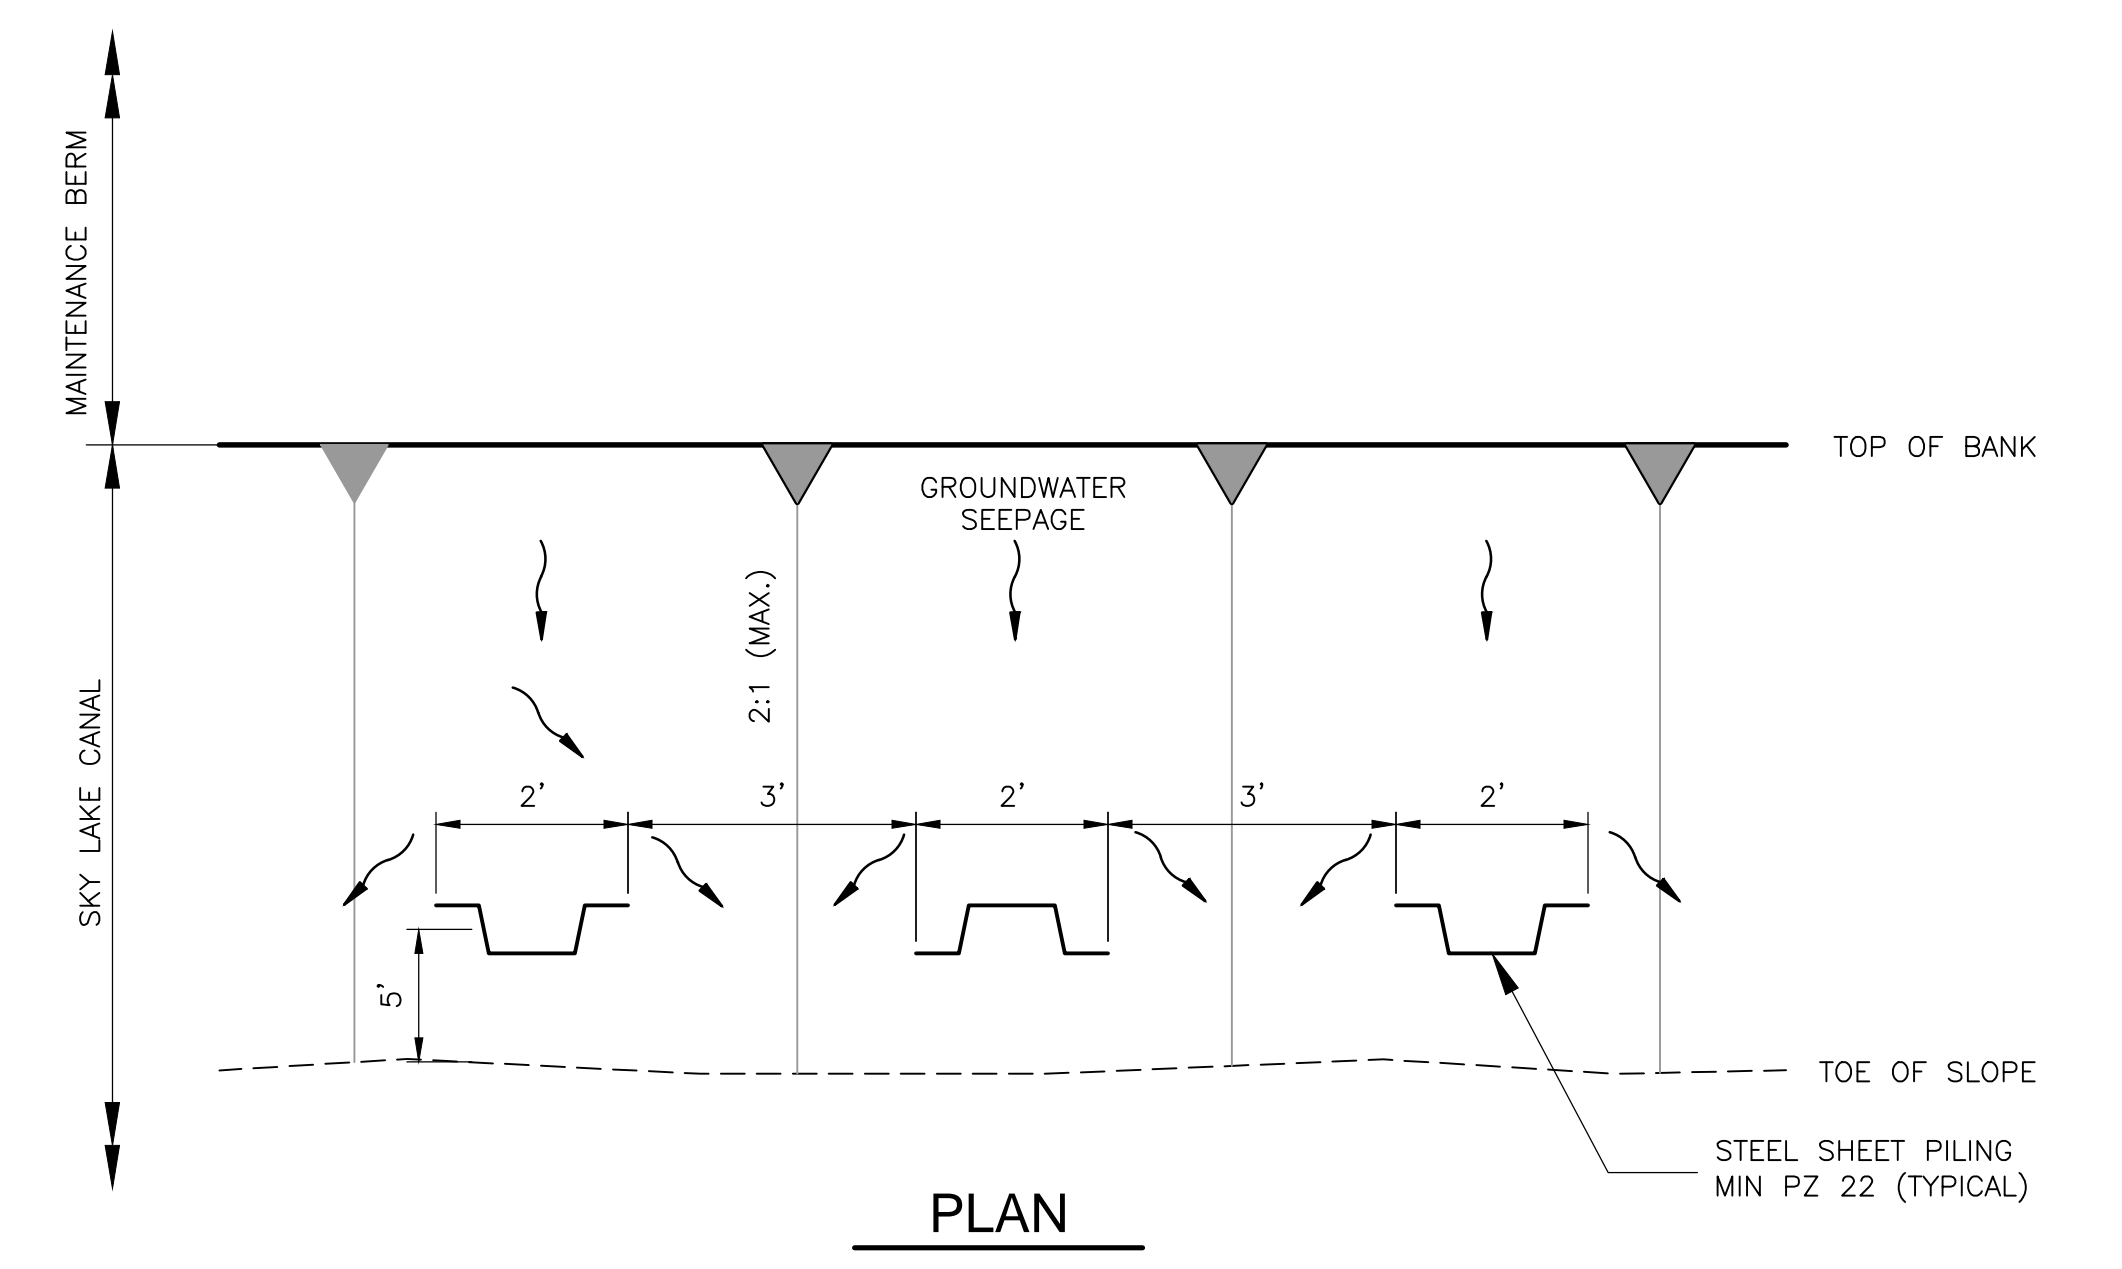 MAINTENANCE BERM
TOP OF BANK
GROUNDWATER
SEEPAGE
2:1 (MAX.)
SKY LAKE CANAL
2'
3'
2'
3'
2'
5'
TOE OF SLOPE
STEEL SHEET PILING
MIN PZ 22 (TYPICAL)
PLAN